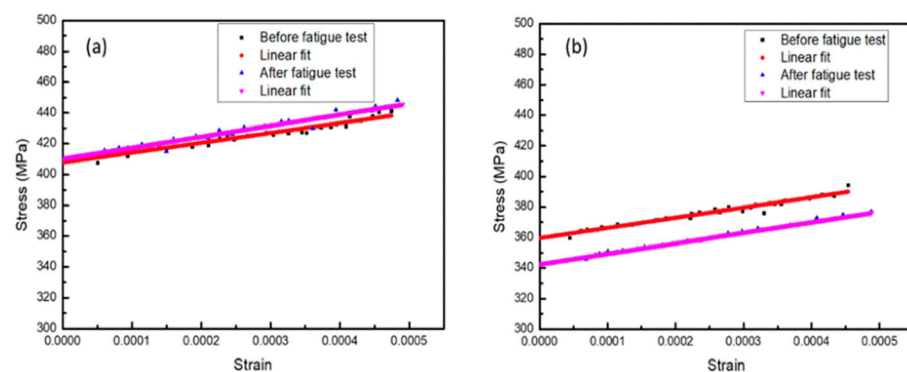 (a)
Before fatigue test
Linear fit
After fatigue test
Linear fit
500
480
460
440
420
400
380
360
340
320
300
Stress (MPa)
0.0000 0.0001 0.0002 0.0003 0.0004 0.0005
Strain
(b)
Before fatigue test
Linear fit
After fatigue test
Linear fit
500
480
460
440
420
400
380
360
340
320
300
Stress (MPa)
0.0000 0.0001 0.0002 0.0003 0.0004 0.0005
Strain